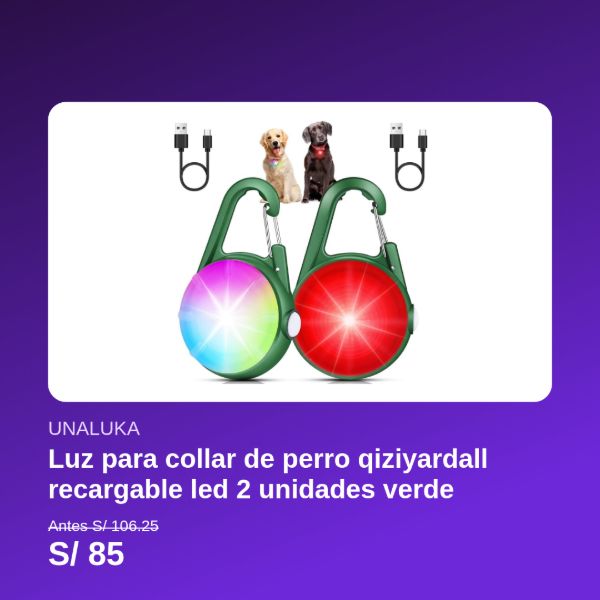 UNALUKA
Luz para collar de perro qiziyardall
recargable led 2 unidades verde
Antes S/ 106.25
S/ 85